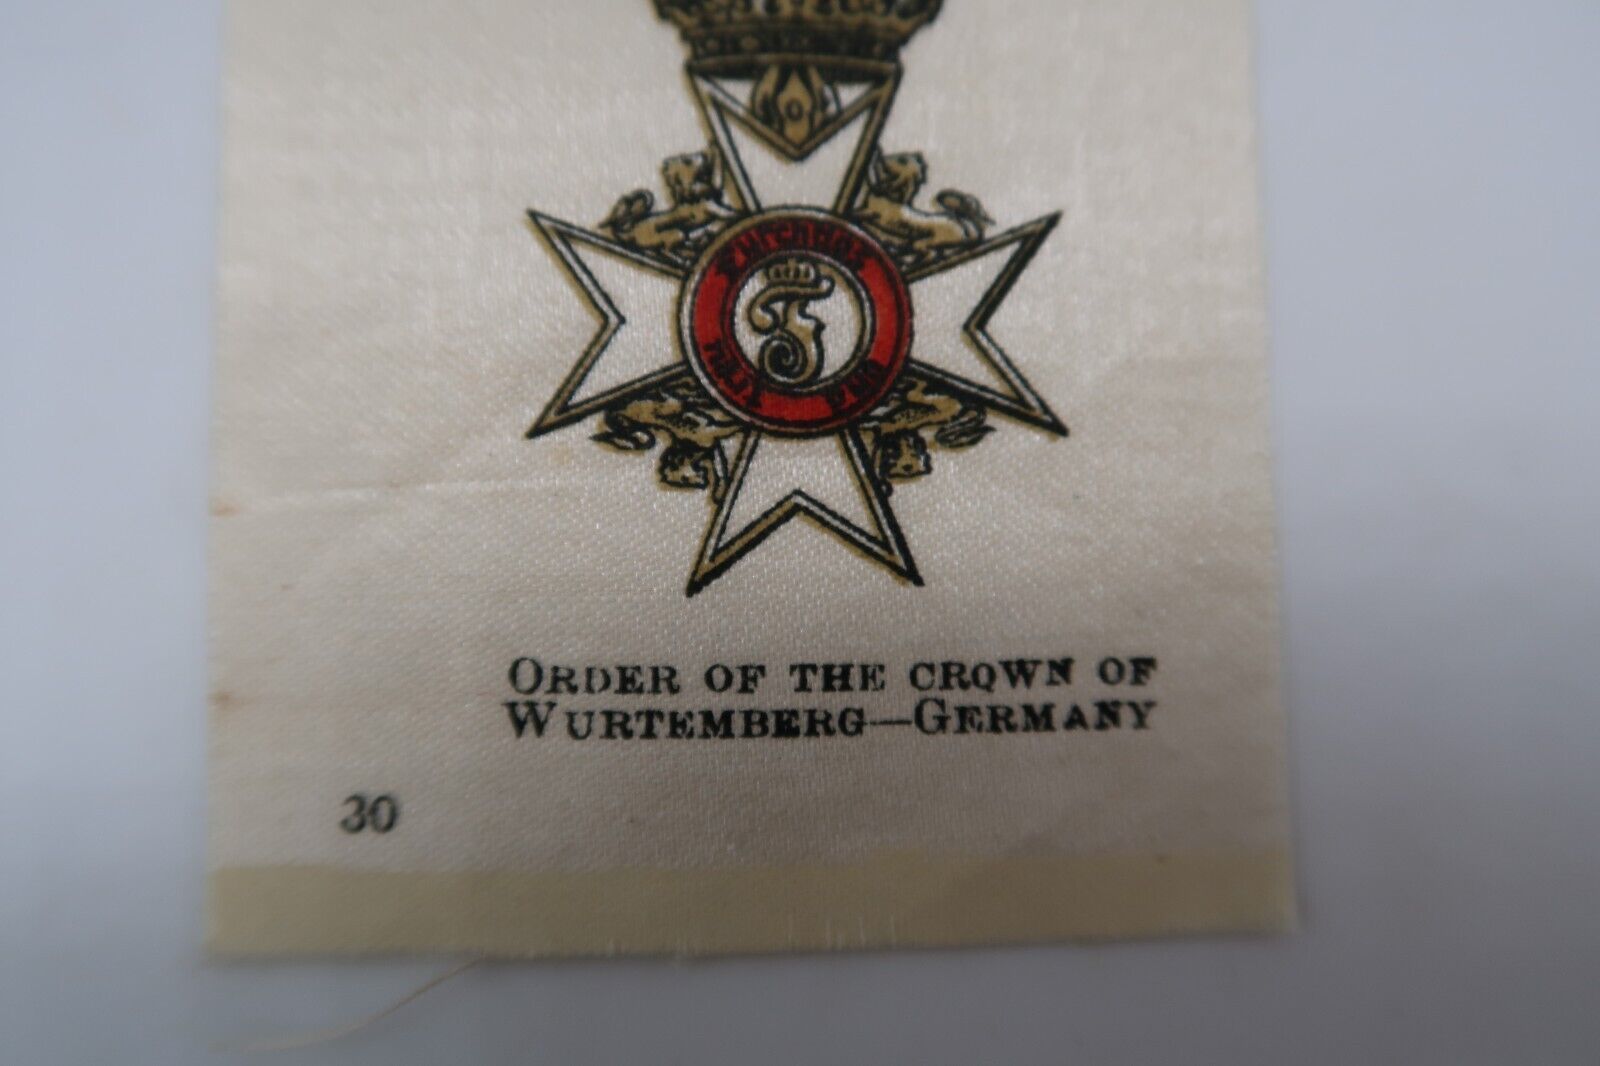 F
ORDER OF THE CROWN OF
WURTEMBERG—GERMANY
30